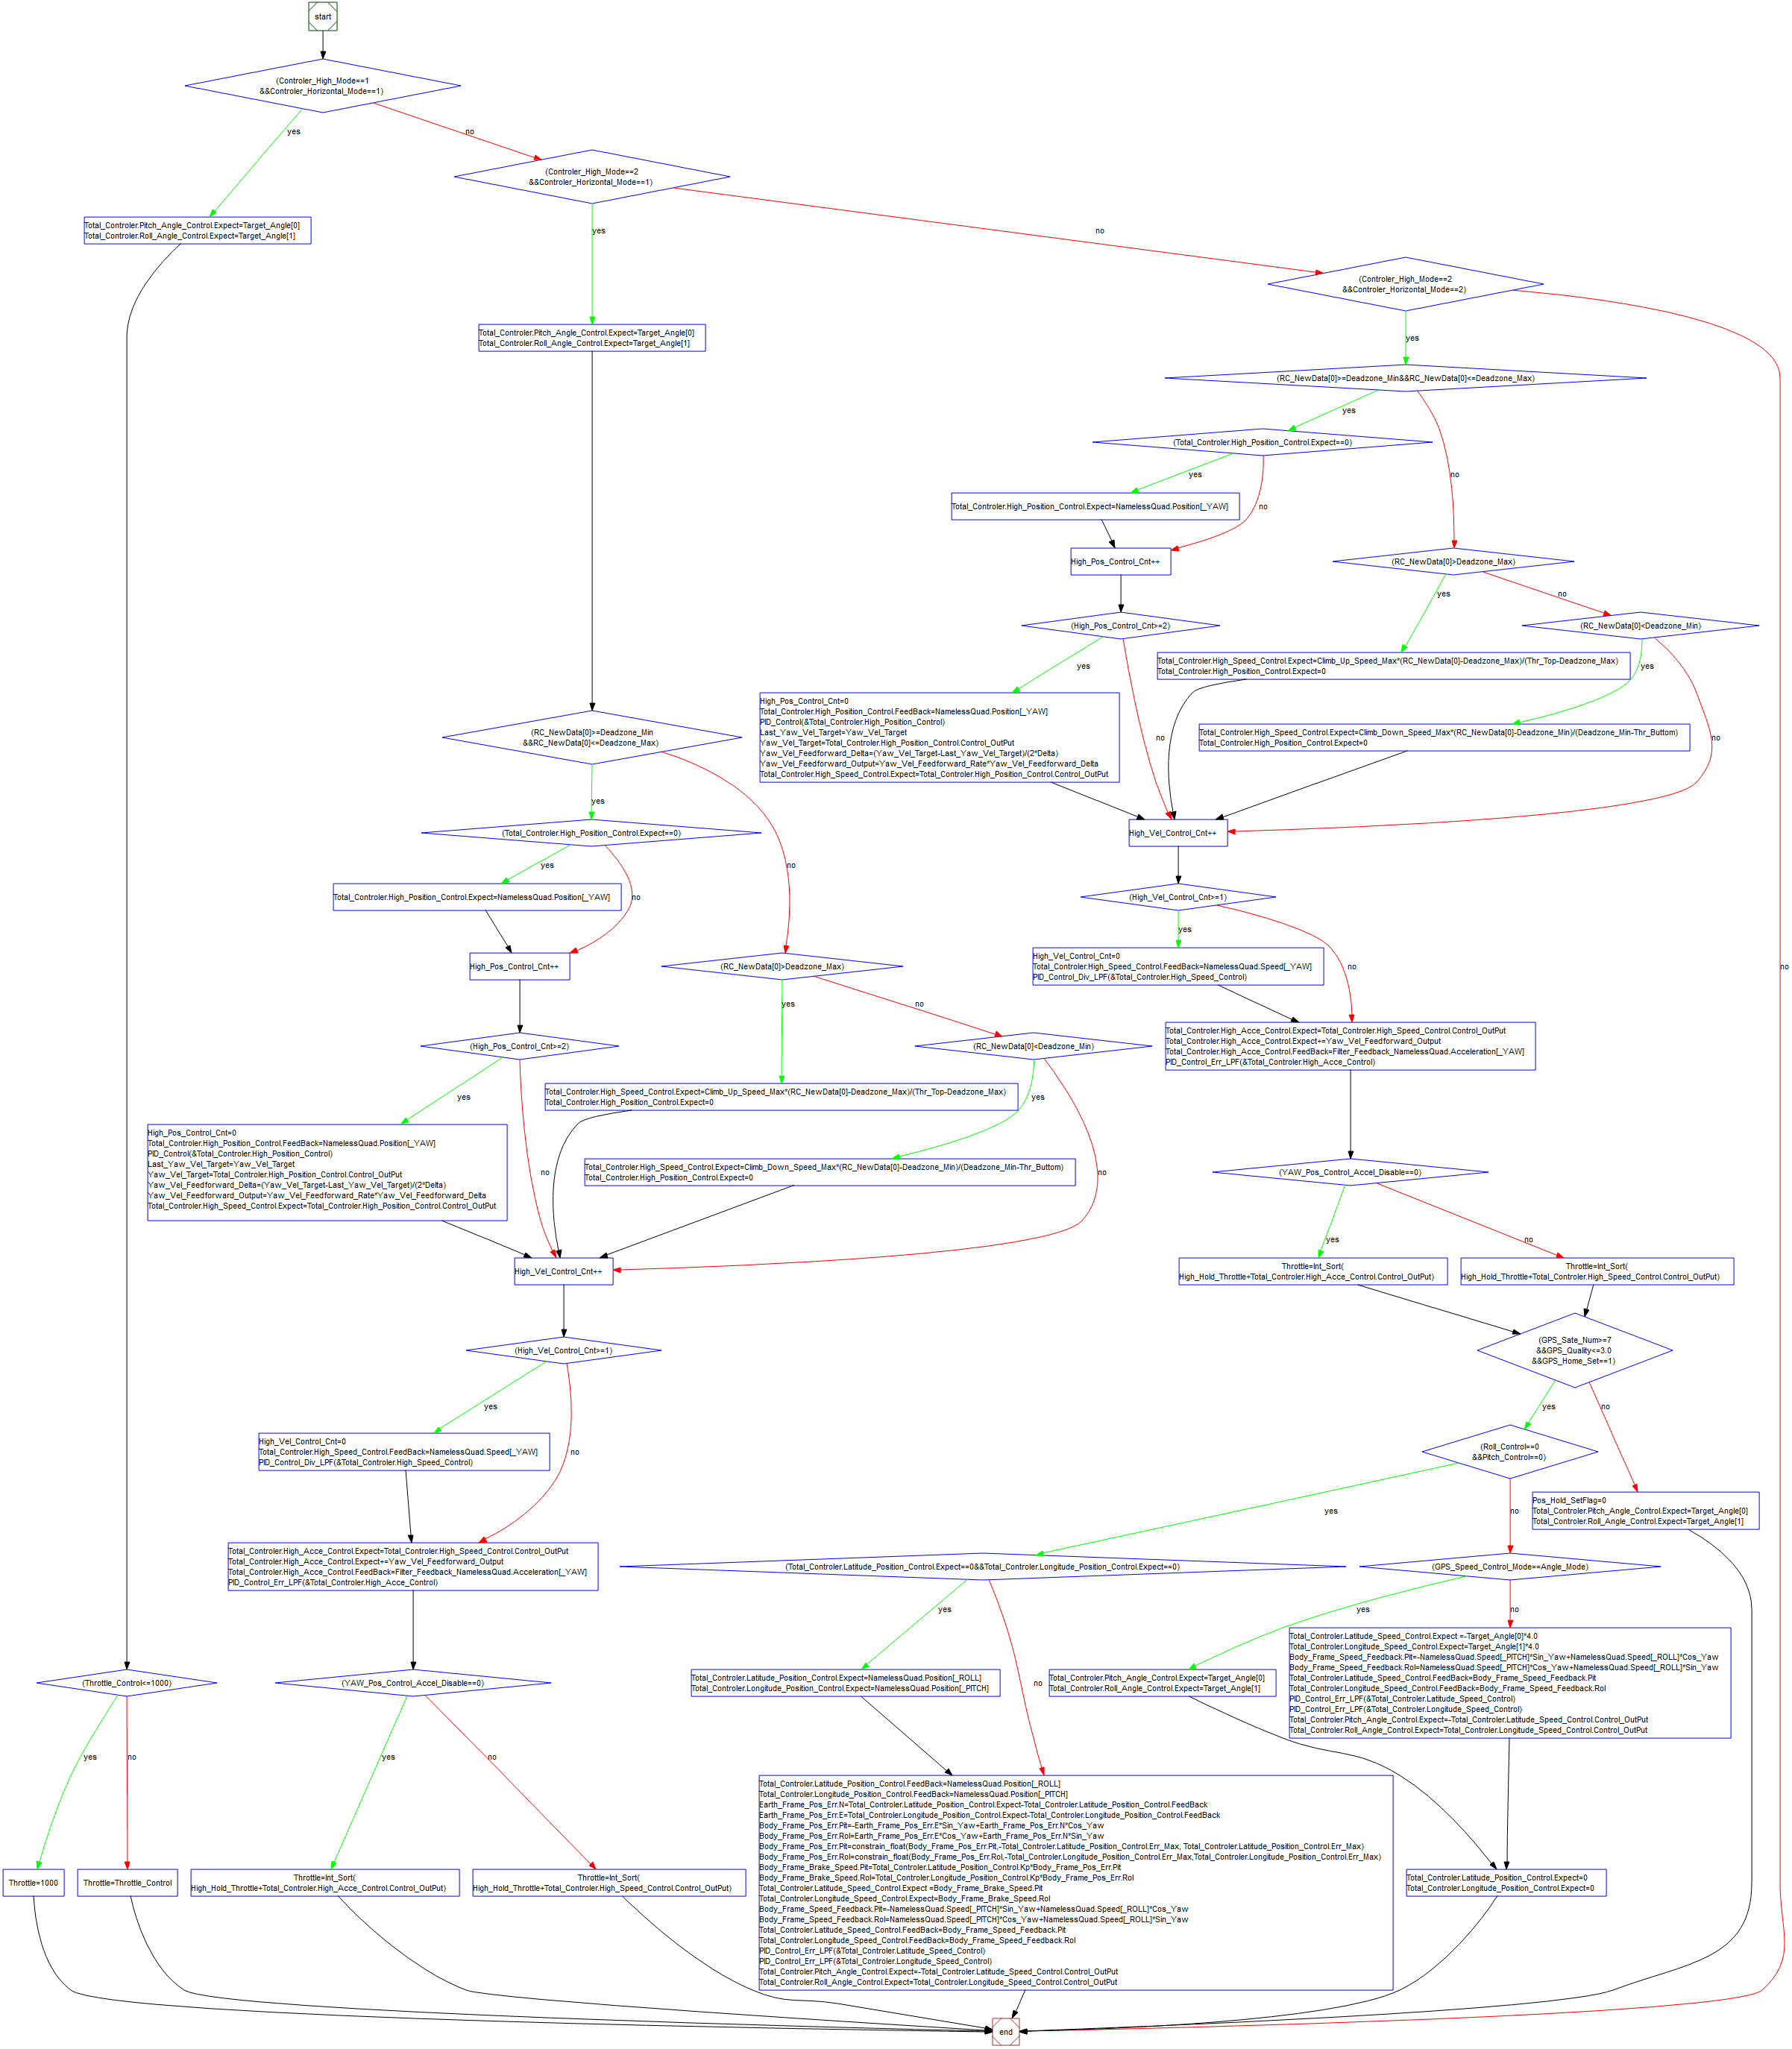 start
(Controler_High_Mode==1
&&Controler_Horizontal_Mode==1)
yes
no
(Controler_High_Mode==2
&&Controler_Horizontal_Mode==1)
Total_Controler.Pitch_Angle_Control.Expect=Target_Angle[0]
Total_Controler.Roll_Angle_Control.Expect=Target_Angle[1]
yes
no
(Controler_High_Mode==2
&&Controler_Horizontal_Mode==2)
Total_Controler.Pitch_Angle_Control.Expect=Target_Angle[0]
Total_Controler.Roll_Angle_Control.Expect=Target_Angle[1]
yes
no
(RC_NewData[0]>=Deadzone_Min&&RC_NewData[0]<=Deadzone_Max)
yes
no
(Total_Controler.High_Position_Control.Expect==0)
yes
no
Total_Controler.High_Position_Control.Expect=NamelessQuad.Position[_YAW]
High_Pos_Control_Cnt++
(RC_NewData[0]>Deadzone_Max)
yes
no
(High_Pos_Control_Cnt>=2)
yes
no
(RC_NewData[0]<Deadzone_Min)
yes
no
Total_Controler.High_Speed_Control.Expect=Climb_Up_Speed_Max*(RC_NewData[0]-Deadzone_Max)/(Thr_Top-Deadzone_Max)
Total_Controler.High_Position_Control.Expect=0
High_Pos_Control_Cnt=0
Total_Controler.High_Position_Control.FeedBack=NamelessQuad.Position[_YAW]
PID_Control(&Total_Controler.High_Position_Control)
Last_Yaw_Vel_Target=Yaw_Vel_Target
Yaw_Vel_Target=Total_Controler.High_Position_Control.Control_OutPut
Yaw_Vel_Feedforward_Delta=(Yaw_Vel_Target-Last_Yaw_Vel_Target)/(2*Delta)
Yaw_Vel_Feedforward_Output=Yaw_Vel_Feedforward_Rate*Yaw_Vel_Feedforward_Delta
Total_Controler.High_Speed_Control.Expect=Total_Controler.High_Position_Control.Control_OutPut
Total_Controler.High_Speed_Control.Expect=Climb_Down_Speed_Max*(RC_NewData[0]-Deadzone_Min)/(Deadzone_Min-Thr_Buttom)
Total_Controler.High_Position_Control.Expect=0
(RC_NewData[0]>=Deadzone_Min
&&RC_NewData[0]<=Deadzone_Max)
yes
no
High_Vel_Control_Cnt++
(Total_Controler.High_Position_Control.Expect==0)
yes
no
Total_Controler.High_Position_Control.Expect=NamelessQuad.Position[_YAW]
(High_Vel_Control_Cnt>=1)
yes
no
High_Vel_Control_Cnt=0
Total_Controler.High_Speed_Control.FeedBack=NamelessQuad.Speed[_YAW]
PID_Control_Div_LPF(&Total_Controler.High_Speed_Control)
High_Pos_Control_Cnt++
(RC_NewData[0]>Deadzone_Max)
yes
no
Total_Controler.High_Acce_Control.Expect=Total_Controler.High_Speed_Control.Control_OutPut
Total_Controler.High_Acce_Control.Expect+=Yaw_Vel_Feedforward_Output
Total_Controler.High_Acce_Control.FeedBack=Filter_Feedback_NamelessQuad.Acceleration[_YAW]
PID_Control_Err_LPF(&Total_Controler.High_Acce_Control)
(High_Pos_Control_Cnt>=2)
yes
no
(RC_NewData[0]<Deadzone_Min)
yes
no
Total_Controler.High_Speed_Control.Expect=Climb_Up_Speed_Max*(RC_NewData[0]-Deadzone_Max)/(Thr_Top-Deadzone_Max)
Total_Controler.High_Position_Control.Expect=0
High_Pos_Control_Cnt=0
Total_Controler.High_Position_Control.FeedBack=NamelessQuad.Position[_YAW]
PID_Control(&Total_Controler.High_Position_Control)
Last_Yaw_Vel_Target=Yaw_Vel_Target
Yaw_Vel_Target=Total_Controler.High_Position_Control.Control_OutPut
Yaw_Vel_Feedforward_Delta=(Yaw_Vel_Target-Last_Yaw_Vel_Target)/(2*Delta)
Yaw_Vel_Feedforward_Output=Yaw_Vel_Feedforward_Rate*Yaw_Vel_Feedforward_Delta
Total_Controler.High_Speed_Control.Expect=Total_Controler.High_Position_Control.Control_OutPut
Total_Controler.High_Speed_Control.Expect=Climb_Down_Speed_Max*(RC_NewData[0]-Deadzone_Min)/(Deadzone_Min-Thr_Buttom)
Total_Controler.High_Position_Control.Expect=0
(YAW_Pos_Control_Accel_Disable==0)
yes
no
High_Vel_Control_Cnt++
Throttle=Int_Sort(
High_Hold_Throttle+Total_Controler.High_Acce_Control.Control_OutPut)
Throttle=Int_Sort(
High_Hold_Throttle+Total_Controler.High_Speed_Control.Control_OutPut)
(High_Vel_Control_Cnt>=1)
yes
no
(GPS_Sate_Num>=7
&&GPS_Quality<=3.0
&&GPS_Home_Set==1)
yes
no
High_Vel_Control_Cnt=0
Total_Controler.High_Speed_Control.FeedBack=NamelessQuad.Speed[_YAW]
PID_Control_Div_LPF(&Total_Controler.High_Speed_Control)
(Roll_Control==0
&&Pitch_Control==0)
yes
no
Pos_Hold_SetFlag=0
Total_Controler.Pitch_Angle_Control.Expect=Target_Angle[0]
Total_Controler.Roll_Angle_Control.Expect=Target_Angle[1]
Total_Controler.High_Acce_Control.Expect=Total_Controler.High_Speed_Control.Control_OutPut
Total_Controler.High_Acce_Control.Expect+=Yaw_Vel_Feedforward_Output
Total_Controler.High_Acce_Control.FeedBack=Filter_Feedback_NamelessQuad.Acceleration[_YAW]
PID_Control_Err_LPF(&Total_Controler.High_Acce_Control)
(Total_Controler.Latitude_Position_Control.Expect==0&&Total_Controler.Longitude_Position_Control.Expect==0)
yes
no
(GPS_Speed_Control_Mode==Angle_Mode)
yes
no
(Throttle_Control<=1000)
yes
no
(YAW_Pos_Control_Accel_Disable==0)
yes
no
Total_Controler.Latitude_Position_Control.Expect=NamelessQuad.Position[_ROLL]
Total_Controler.Longitude_Position_Control.Expect=NamelessQuad.Position[_PITCH]
Total_Controler.Pitch_Angle_Control.Expect=Target_Angle[0]
Total_Controler.Roll_Angle_Control.Expect=Target_Angle[1]
Total_Controler.Latitude_Speed_Control.Expect =-Target_Angle[0]*4.0
Total_Controler.Longitude_Speed_Control.Expect=Target_Angle[1]*4.0
Body_Frame_Speed_Feedback.Pit=-NamelessQuad.Speed[_PITCH]*Sin_Yaw+NamelessQuad.Speed[_ROLL]*Cos_Yaw
Body_Frame_Speed_Feedback.Rol=NamelessQuad.Speed[_PITCH]*Cos_Yaw+NamelessQuad.Speed[_ROLL]*Sin_Yaw
Total_Controler.Latitude_Speed_Control.FeedBack=Body_Frame_Speed_Feedback.Pit
Total_Controler.Longitude_Speed_Control.FeedBack=Body_Frame_Speed_Feedback.Rol
PID_Control_Err_LPF(&Total_Controler.Latitude_Speed_Control)
PID_Control_Err_LPF(&Total_Controler.Longitude_Speed_Control)
Total_Controler.Pitch_Angle_Control.Expect=-Total_Controler.Latitude_Speed_Control.Control_OutPut
Total_Controler.Roll_Angle_Control.Expect=Total_Controler.Longitude_Speed_Control.Control_OutPut
Throttle=1000
Throttle=Throttle_Control
Throttle=Int_Sort(
High_Hold_Throttle+Total_Controler.High_Acce_Control.Control_OutPut)
Throttle=Int_Sort(
High_Hold_Throttle+Total_Controler.High_Speed_Control.Control_OutPut)
Total_Controler.Latitude_Position_Control.FeedBack=NamelessQuad.Position[_ROLL]
Total_Controler.Longitude_Position_Control.FeedBack=NamelessQuad.Position[_PITCH]
Earth_Frame_Pos_Err.N=Total_Controler.Latitude_Position_Control.Expect-Total_Controler.Latitude_Position_Control.FeedBack
Earth_Frame_Pos_Err.E=Total_Controler.Longitude_Position_Control.Expect-Total_Controler.Longitude_Position_Control.FeedBack
Body_Frame_Pos_Err.Pit=-Earth_Frame_Pos_Err.E*Sin_Yaw+Earth_Frame_Pos_Err.N*Cos_Yaw
Body_Frame_Pos_Err.Rol=Earth_Frame_Pos_Err.E*Cos_Yaw+Earth_Frame_Pos_Err.N*Sin_Yaw
Body_Frame_Pos_Err.Pit=constrain_float(Body_Frame_Pos_Err.Pit,-Total_Controler.Latitude_Position_Control.Err_Max, Total_Controler.Latitude_Position_Control.Err_Max)
Body_Frame_Pos_Err.Rol=constrain_float(Body_Frame_Pos_Err.Rol,-Total_Controler.Longitude_Position_Control.Err_Max,Total_Controler.Longitude_Position_Control.Err_Max)
Body_Frame_Brake_Speed.Pit=Total_Controler.Latitude_Position_Control.Kp*Body_Frame_Pos_Err.Pit
Body_Frame_Brake_Speed.Rol=Total_Controler.Longitude_Position_Control.Kp*Body_Frame_Pos_Err.Rol
Total_Controler.Latitude_Speed_Control.Expect =Body_Frame_Brake_Speed.Pit
Total_Controler.Longitude_Speed_Control.Expect=Body_Frame_Brake_Speed.Rol
Body_Frame_Speed_Feedback.Pit=-NamelessQuad.Speed[_PITCH]*Sin_Yaw+NamelessQuad.Speed[_ROLL]*Cos_Yaw
Body_Frame_Speed_Feedback.Rol=NamelessQuad.Speed[_PITCH]*Cos_Yaw+NamelessQuad.Speed[_ROLL]*Sin_Yaw
Total_Controler.Latitude_Speed_Control.FeedBack=Body_Frame_Speed_Feedback.Pit
Total_Controler.Longitude_Speed_Control.FeedBack=Body_Frame_Speed_Feedback.Rol
PID_Control_Err_LPF(&Total_Controler.Latitude_Speed_Control)
PID_Control_Err_LPF(&Total_Controler.Longitude_Speed_Control)
Total_Controler.Pitch_Angle_Control.Expect=-Total_Controler.Latitude_Speed_Control.Control_OutPut
Total_Controler.Roll_Angle_Control.Expect=Total_Controler.Longitude_Speed_Control.Control_OutPut
Total_Controler.Latitude_Position_Control.Expect=0
Total_Controler.Longitude_Position_Control.Expect=0
end